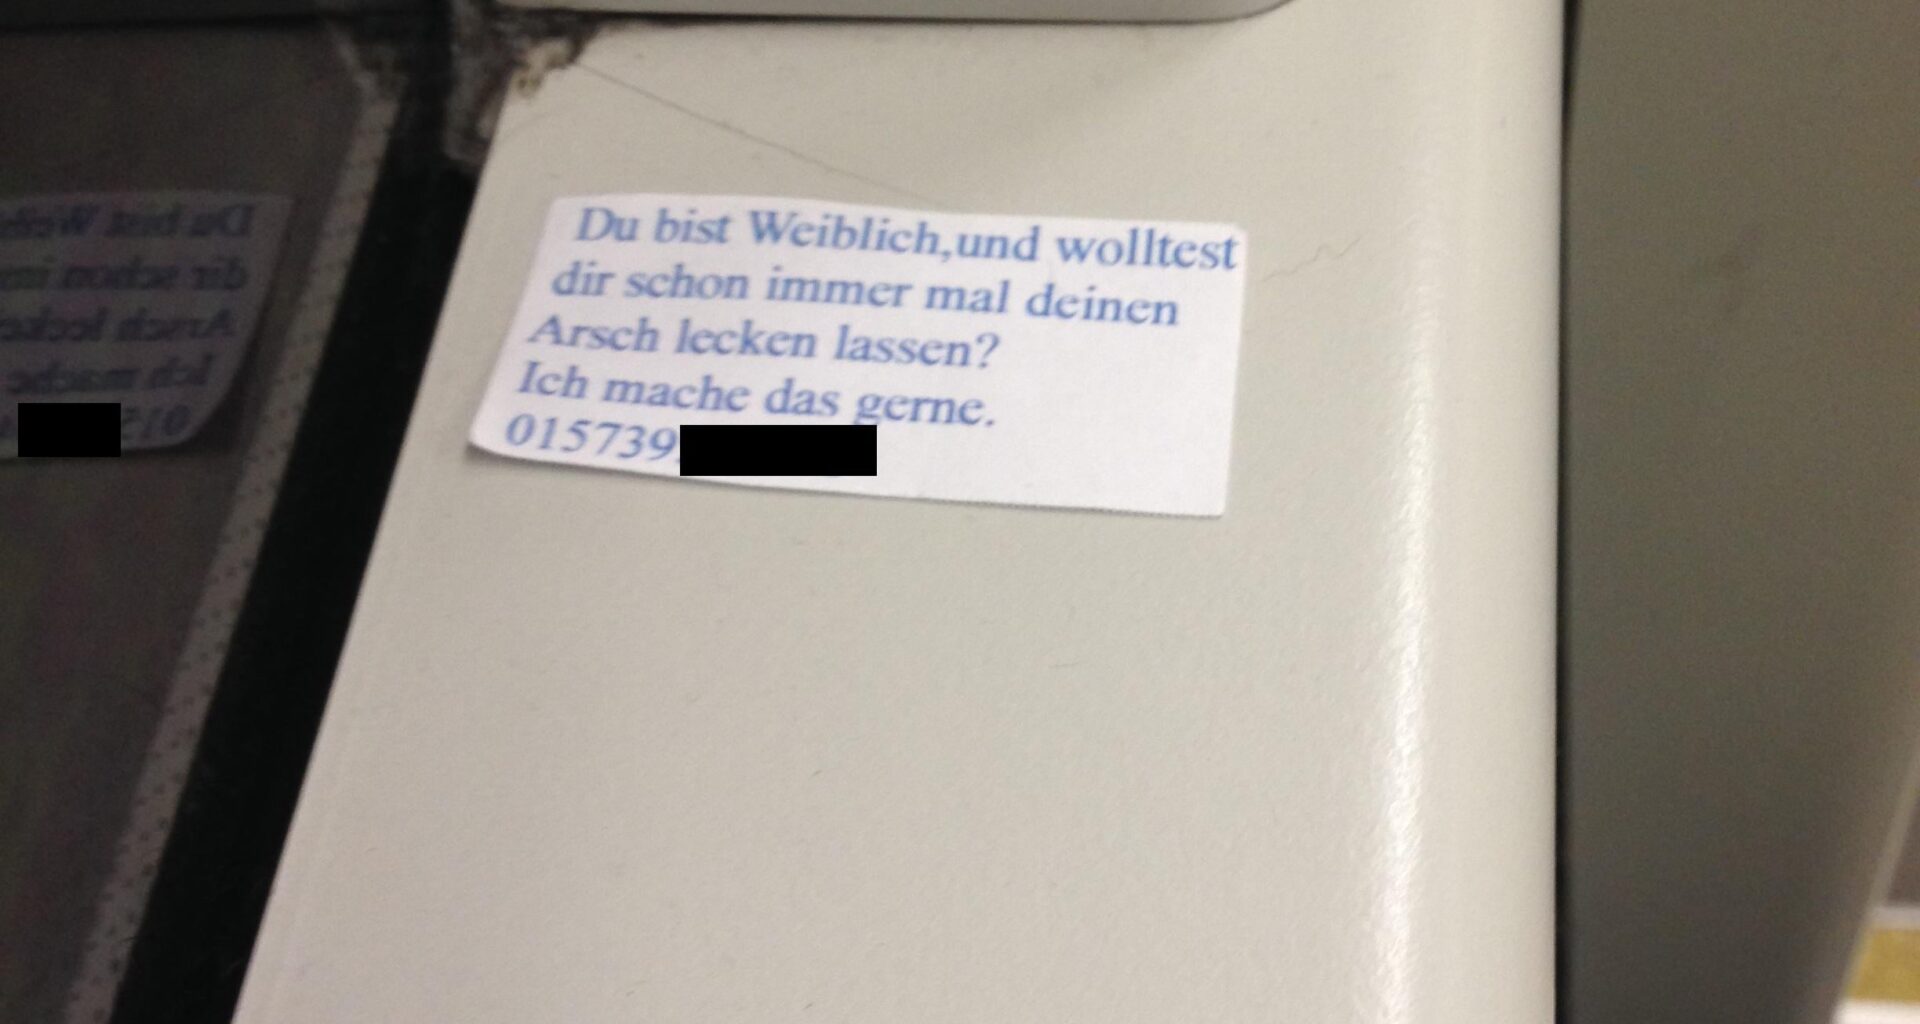 Du bist Weiblich,und wolltest
dir schon immer mal deinen
Arsch lecken lassen?
Ich mache das gerne.
015739